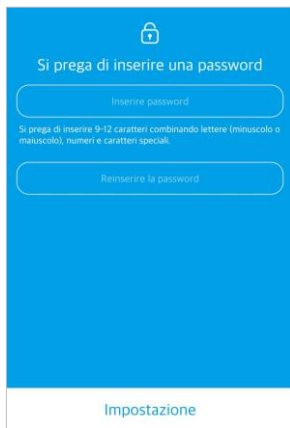 Si prega di inserire una password
Inserire password
Si prega di inserire 9-12 caratteri combinando lettere (minuscolo o
maiuscolo), numeri e caratteri speciali.
Reinserire la password
Impostazione